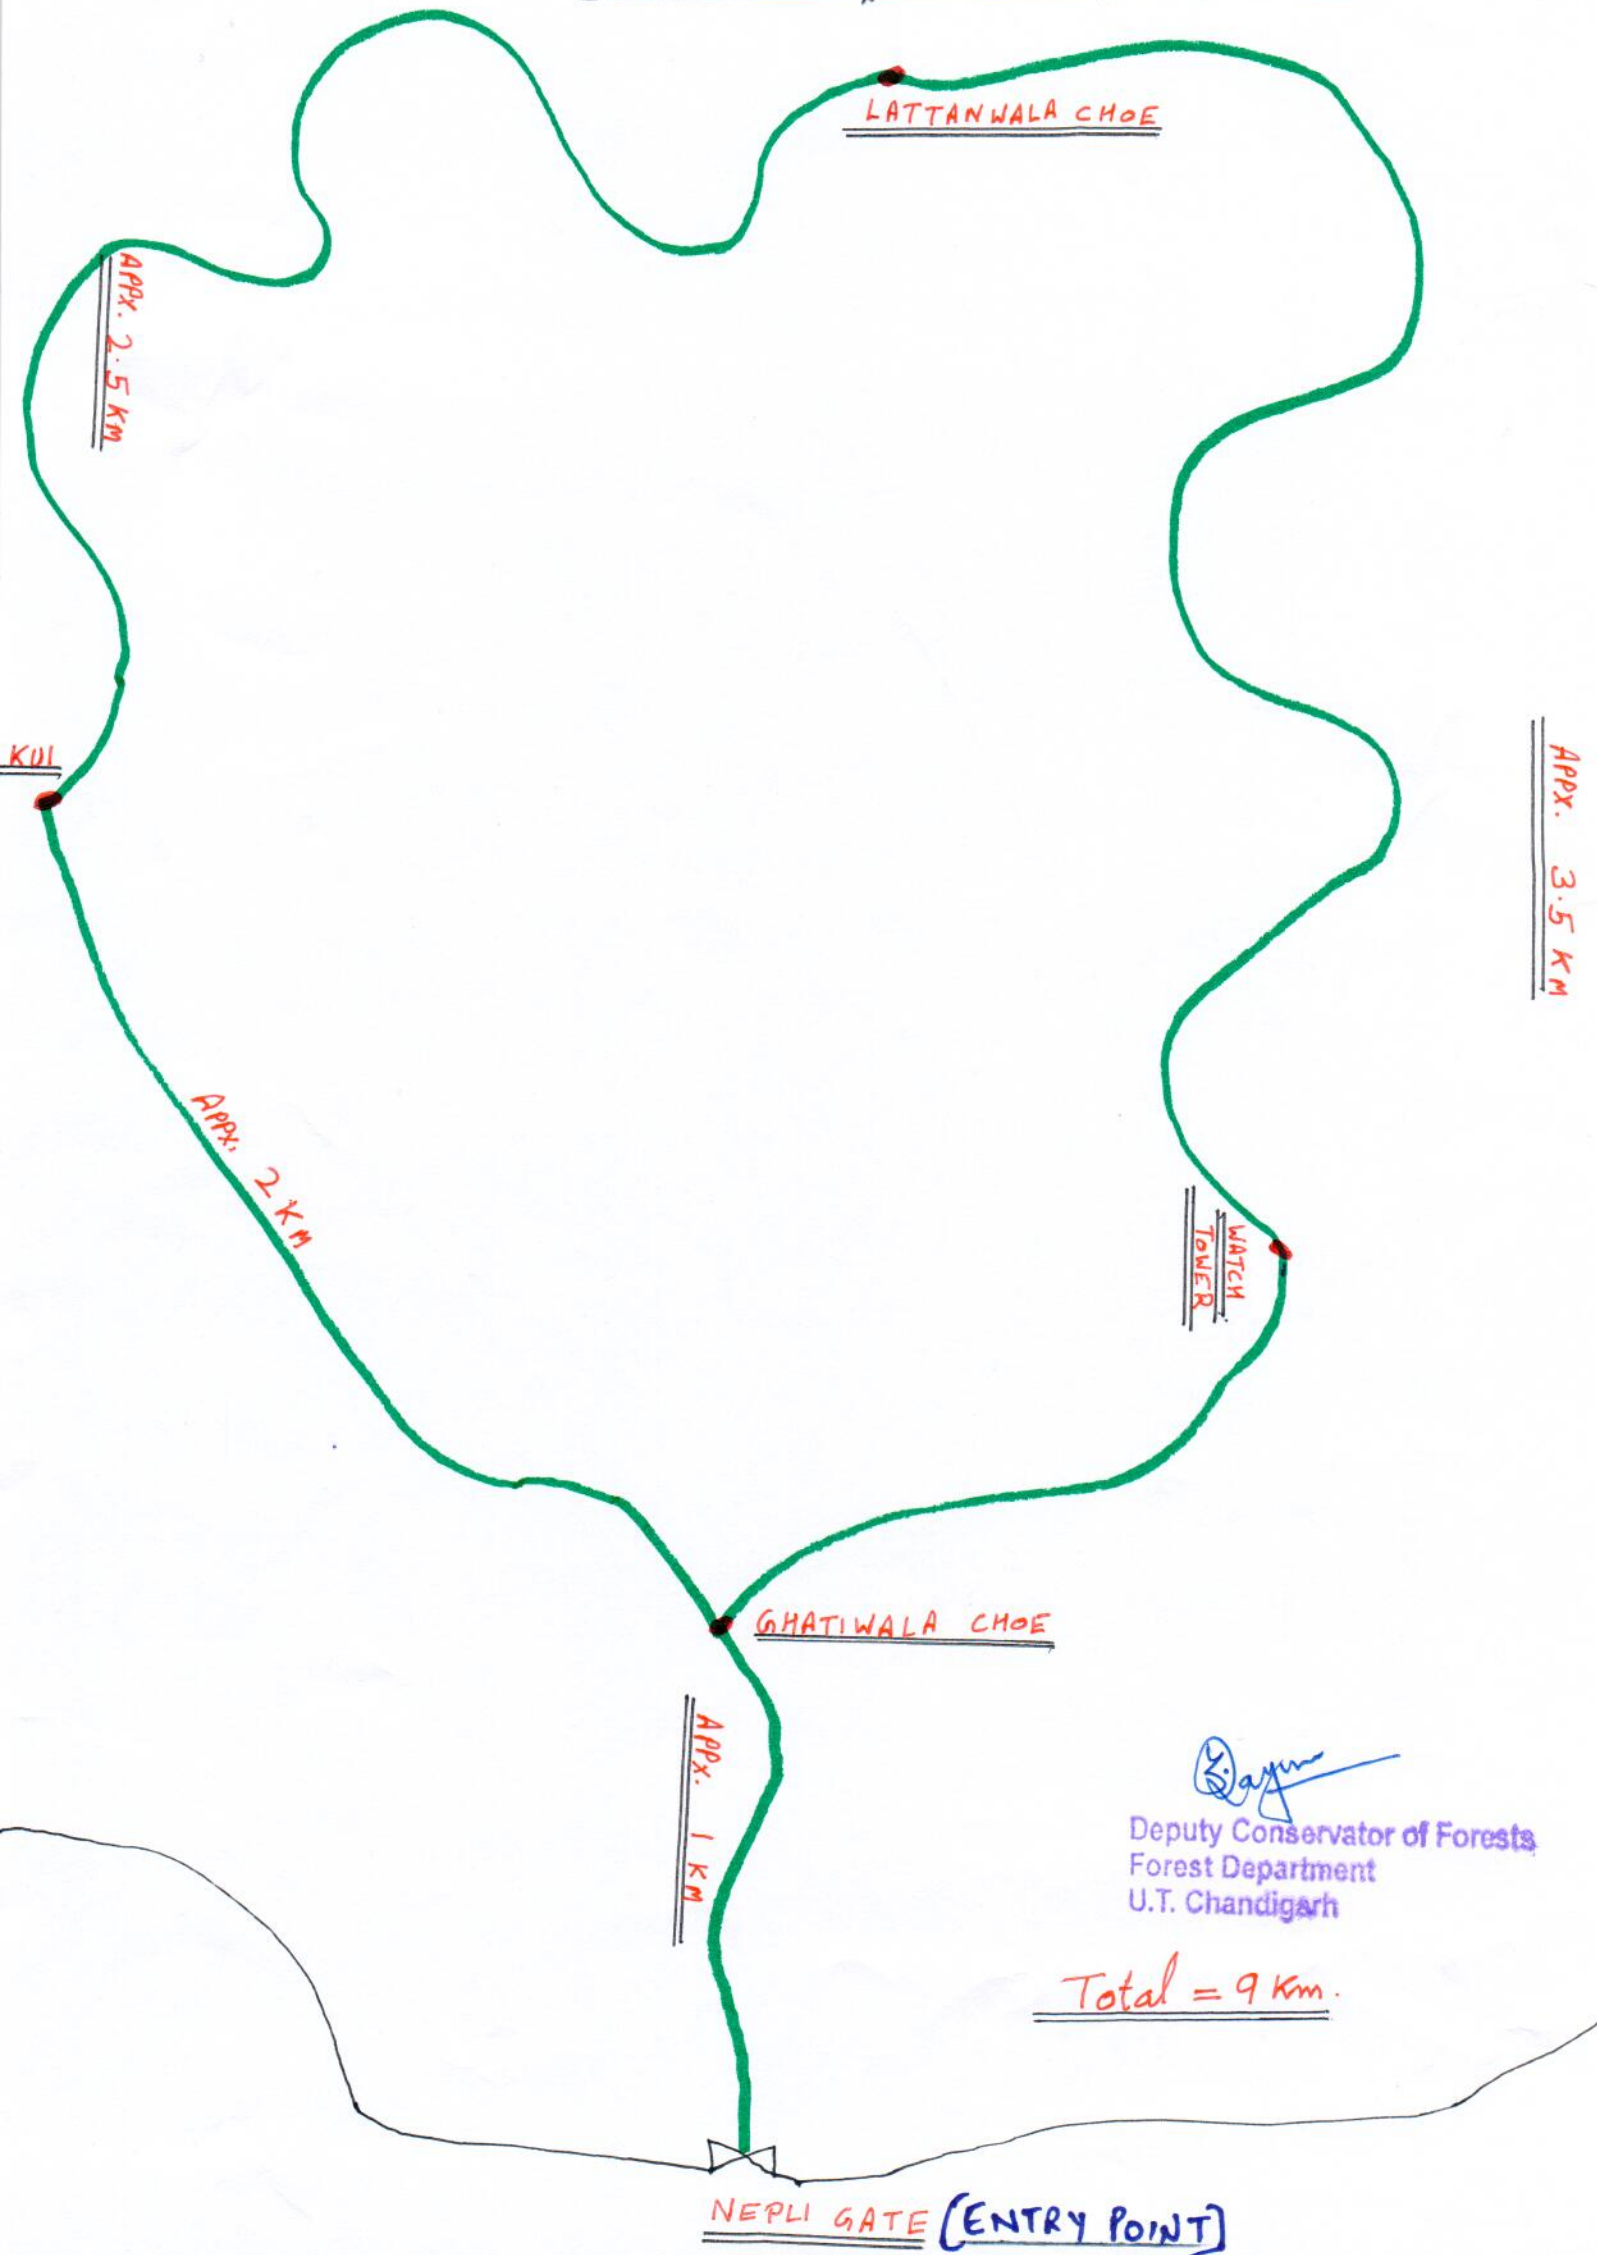 LATTANWALA CHOE
APPX. 2.5 KM
KUI
APPX. 3.5 KM
APPX. 2 KM
WATCH
TOWER
GHATIWALA CHOE
APPX. 1 KM
Deputy Conservator of Forests
Forest Department
U.T. Chandigarh
Total = 9 Km.
NEPLI GATE (ENTRY POINT)